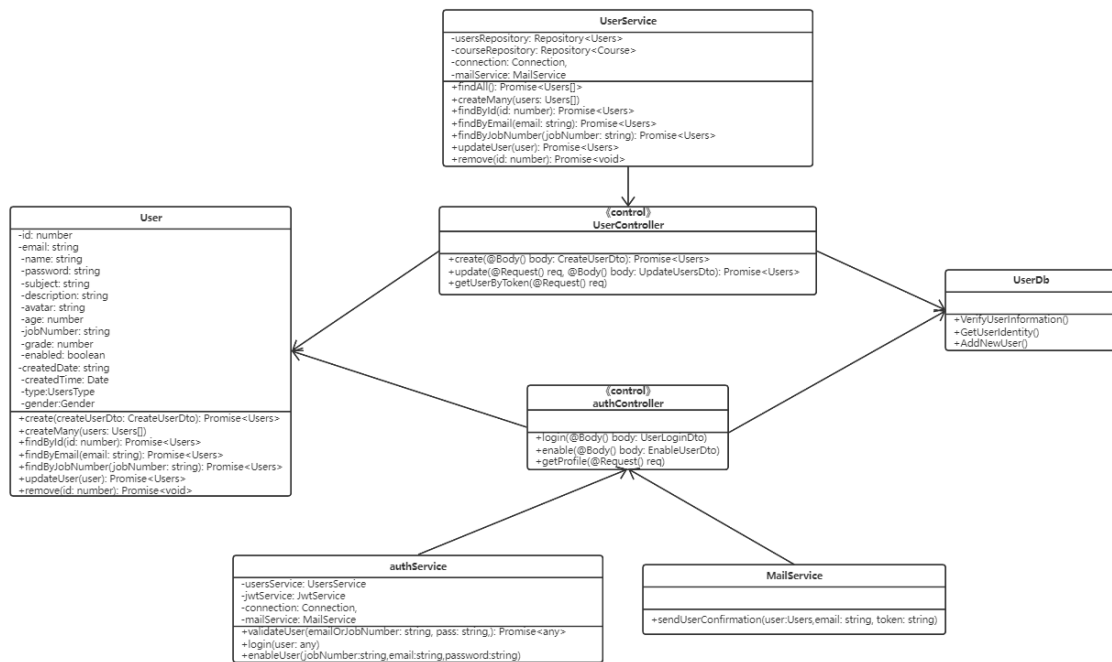 UserService
-usersRepository: Repository<Users>
-courseRepository: Repository<Course>
-connection: Connection,
-mailService: MailService
+findAll(): Promise<Users[]>
+createMany(users: Users[])
+findById(id: number): Promise<Users>
+findByEmail(email: string): Promise<Users>
+findByJobNumber(jobNumber: string): Promise<Users>
+updateUser(user): Promise<Users>
+remove(id: number): Promise<void>
《control》
UserController
+create(@Body() body: CreateUserDto): Promise<Users>
+update(@Request() req, @Body() body: UpdateUsersDto): Promise<Users>
+getUserByToken(@Request() req)
User
-id: number
-email: string
-name: string
-password: string
-subject: string
-description: string
-avatar: string
-age: number
-jobNumber: string
-grade: number
-enabled: boolean
-createdDate: string
-createdTime: Date
-type:UsersType
-gender:Gender
+create(createUserDto: CreateUserDto): Promise<Users>
+createMany(users: Users[])
+findById(id: number): Promise<Users>
+findByEmail(email: string): Promise<Users>
+findByJobNumber(jobNumber: string): Promise<Users>
+updateUser(user): Promise<Users>
+remove(id: number): Promise<void>
UserDb
+VerifyUserInformation()
+GetUserIdentity()
+AddNewUser()
《control》
authController
+login(@Body() body: UserLoginDto)
+enable(@Body() body: EnableUserDto)
+getProfile(@Request() req)
authService
-usersService: UsersService
-jwtService: JwtService
-connection: Connection,
-mailService: MailService
+validateUser(emailOrJobNumber: string, pass: string,): Promise<any>
+login(user: any)
+enableUser(jobNumber:string,email:string,password:string)
MailService
+sendUserConfirmation(user:Users,email: string, token: string)